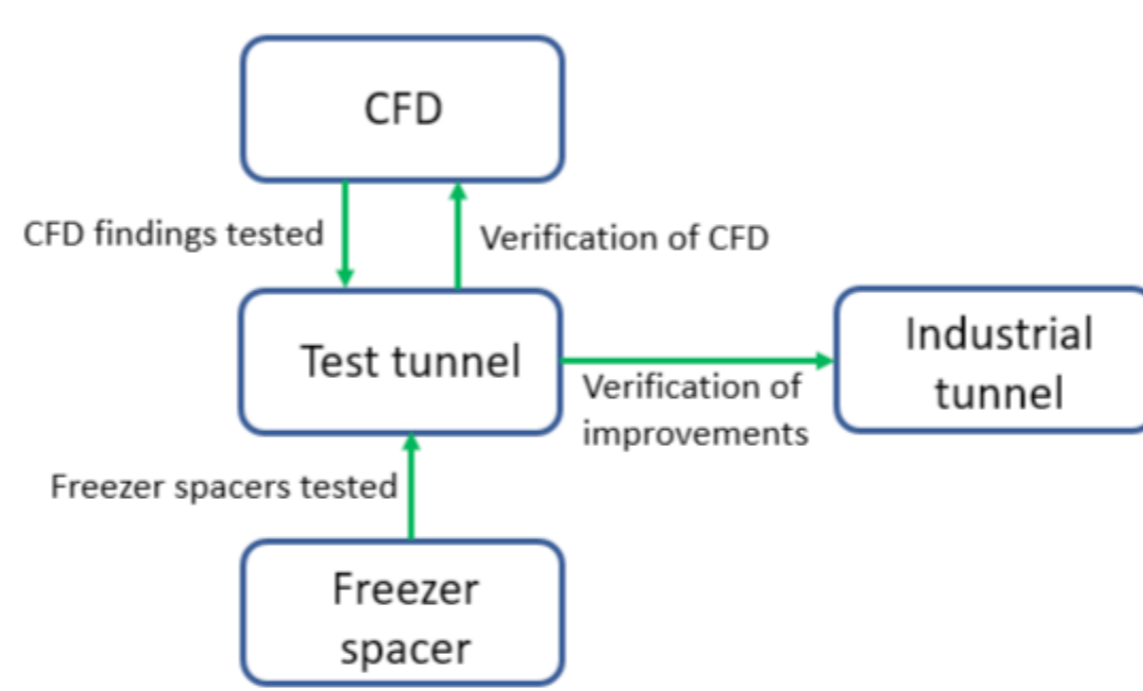 CFD
CFD findings tested
Verification of CFD
Test tunnel
Industrial
tunnel
Verification of
improvements
Freezer spacers tested
Freezer
spacer